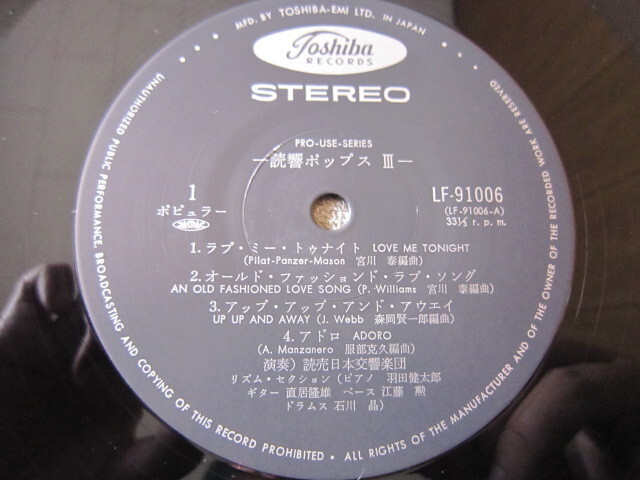 MFD. BY TOSHIBA-EMI LTD. IN JAPAN
Toshiba
RECORDS
STEREO
PRO-USE-SERIES
—読響ポップス Ⅲ—
1
LF-91006
ポピュラー
(LF-91006-A)
33⅓ r. p. m.
1. ラブ・ミー・トゥナイト LOVE ME TONIGHT
(Pilat-Panzer-Mason 宮川 泰編曲)
2. オールド・ファッションド・ラブ・ソング
AN OLD FASHIONED LOVE SONG (P. Williams 宮川 泰編曲)
3. アップ・アップ・アンド・アウエイ
UP UP AND AWAY (J. Webb 森岡賢一郎編曲)
4. アドロ ADORO
(A. Manzanero 服部克久編曲)
演奏) 読売日本交響楽団
リズム・セクション (ピアノ 羽田健太郎
ギター 直居隆雄 ベース 江藤 勲
ドラムス 石川 晶)
UNAUTHORIZED PUBLIC PERFORMANCE, BROADCASTING AND COPYING OF THIS RECORD PROHIBITED • ALL RIGHTS OF THE MANUFACTURER AND OF THE OWNER OF THE RECORDED WORK ARE RESERVED